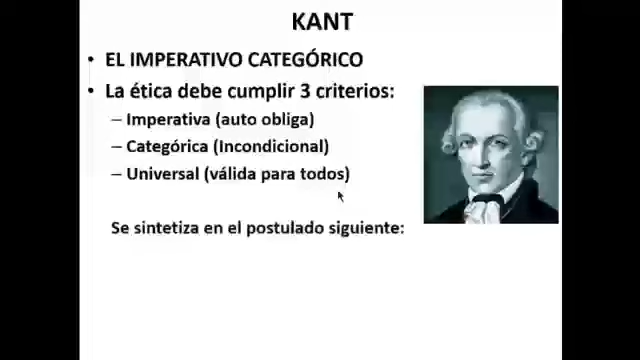 KANT
• EL IMPERATIVO CATEGÓRICO
• La ética debe cumplir 3 criterios:
– Imperativa (auto obliga)
– Categórica (Incondicional)
– Universal (válida para todos)
Se sintetiza en el postulado siguiente: